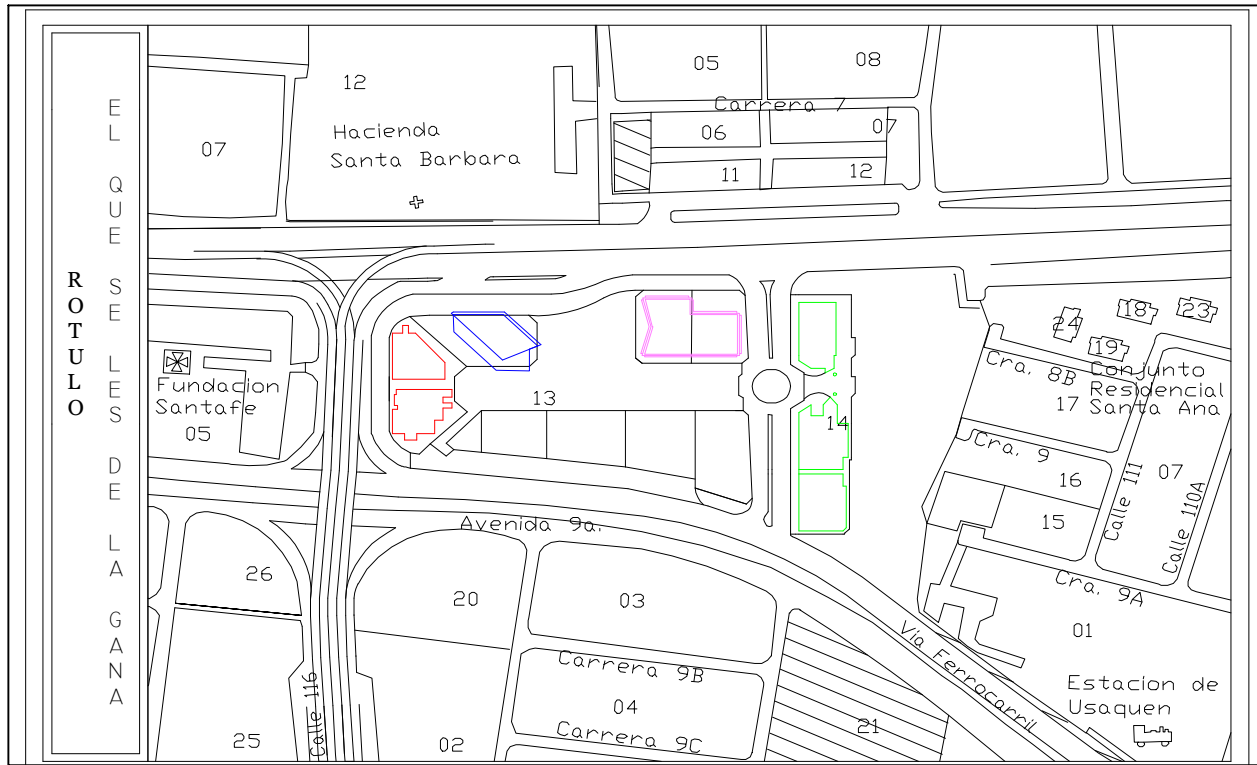 ROTULO
EL QUE SE LES DE LA GANA
05
08
12
Carrera 7
06
07
07
Hacienda
Santa Barbara
11
12
24
18
23
19
Cra. 8B
Conjunto
Residencial
Santa Ana
17
Fundacion
Santafe
05
13
14
Cra. 9
16
Calle 111
07
Calle 110A
15
Avenida 9a.
26
20
03
Cra. 9A
01
Via Ferrocarril
Carrera 9B
04
Carrera 9C
Calle 116
25
02
21
Estacion de
Usaquen